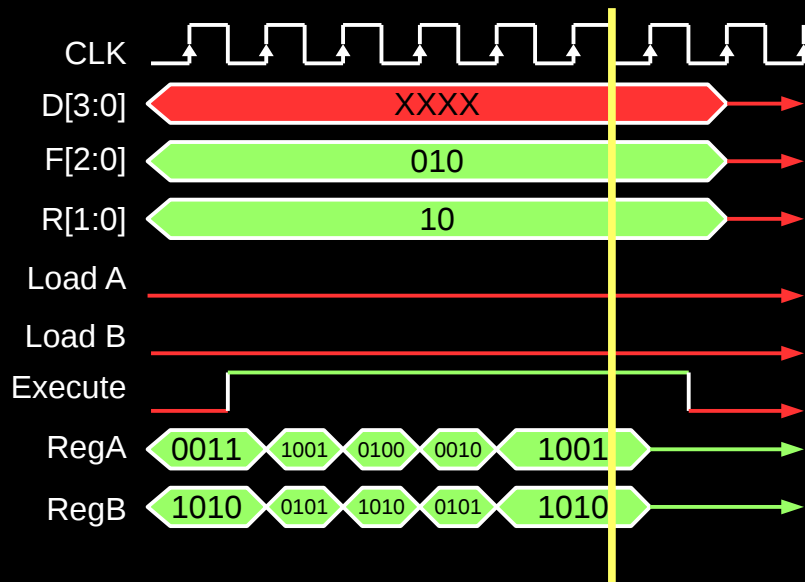 CLK
D[3:0] XXXX
F[2:0] 010
R[1:0] 10
Load A
Load B
Execute
RegA 0011 1001 0100 0010 1001
RegB 1010 0101 1010 0101 1010